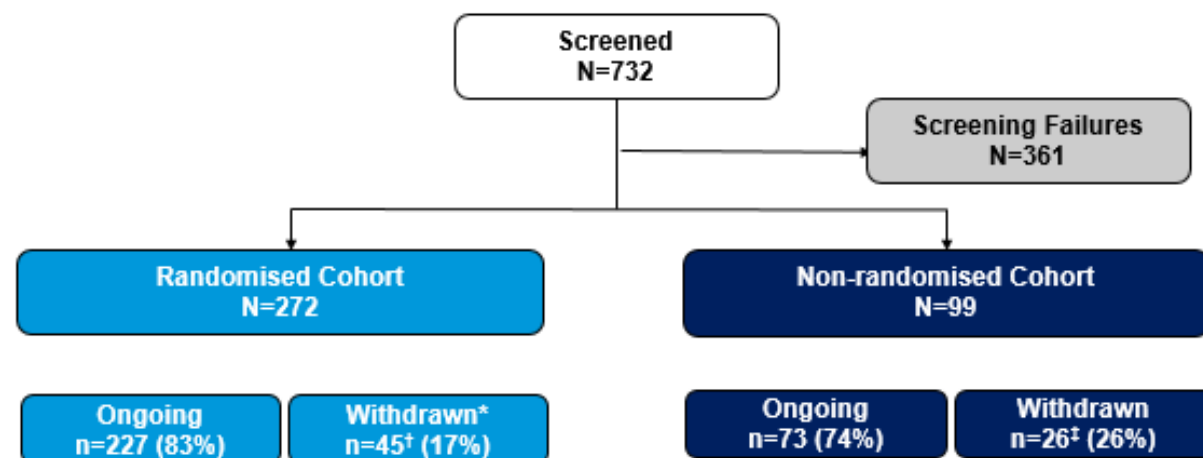 Screened
N=732
Screening Failures
N=361
Randomised Cohort
N=272
Non-randomised Cohort
N=99
Ongoing
n=227 (83%)
Withdrawn*
n=45† (17%)
Ongoing
n=73 (74%)
Withdrawn
n=26‡ (26%)